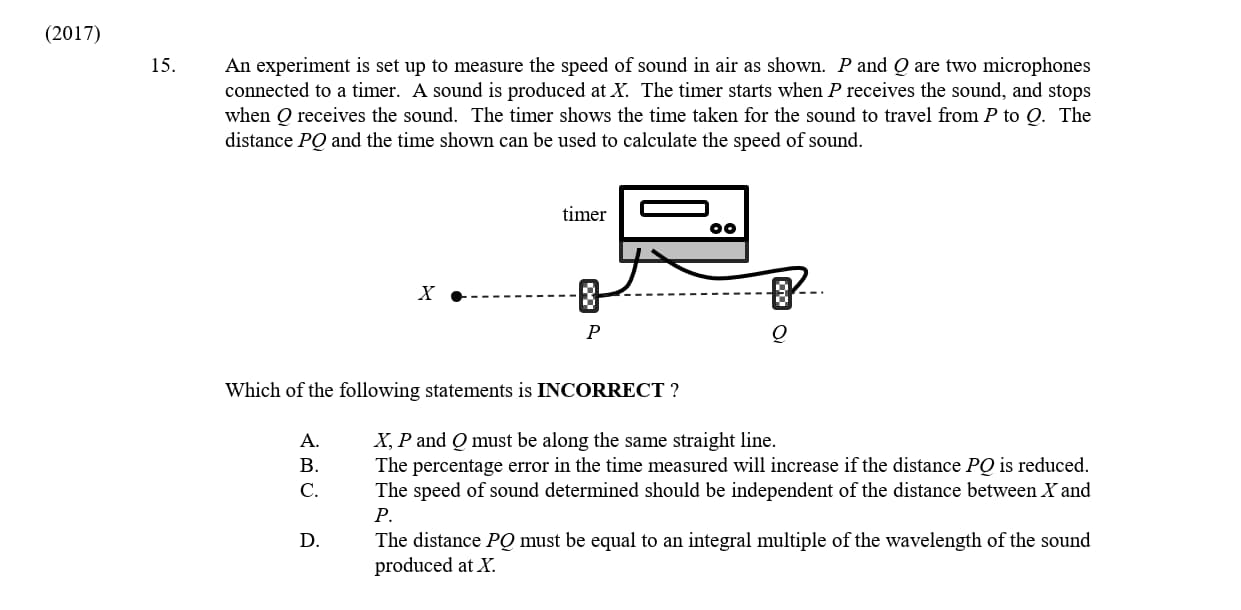 (2017)
15. An experiment is set up to measure the speed of sound in air as shown. P and Q are two microphones
connected to a timer. A sound is produced at X. The timer starts when P receives the sound, and stops
when Q receives the sound. The timer shows the time taken for the sound to travel from P to Q. The
distance PQ and the time shown can be used to calculate the speed of sound.
timer
X
P
Q
Which of the following statements is INCORRECT ?
A. X, P and Q must be along the same straight line.
B. The percentage error in the time measured will increase if the distance PQ is reduced.
C. The speed of sound determined should be independent of the distance between X and
P.
D. The distance PQ must be equal to an integral multiple of the wavelength of the sound
produced at X.